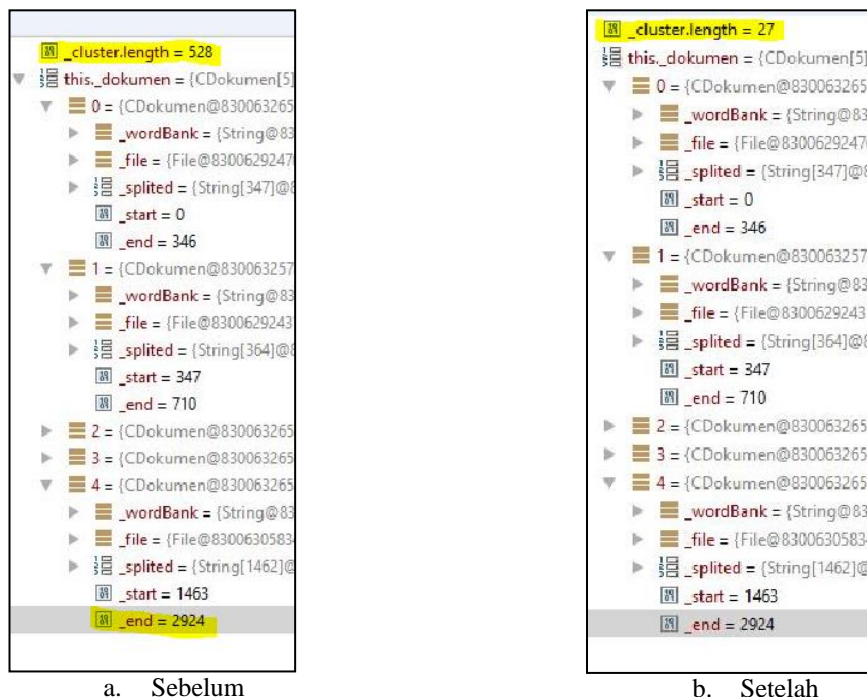 _cluster.length = 528
this._dokumen = {CDokumen[5]
0 = {CDokumen@830063265
_wordBank = {String@83
_file = {File@8300629247
_splited = {String[347]@8
_start = 0
_end = 346
1 = {CDokumen@830063257
_wordBank = {String@83
_file = {File@8300629243
_splited = {String[364]@8
_start = 347
_end = 710
2 = {CDokumen@830063265
3 = {CDokumen@830063265
4 = {CDokumen@830063265
_wordBank = {String@83
_file = {File@8300630583
_splited = {String[1462]@
_start = 1463
_end = 2924
a. Sebelum
_cluster.length = 27
this._dokumen = {CDokumen[5]
0 = {CDokumen@830063265
_wordBank = {String@83
_file = {File@8300629247
_splited = {String[347]@8
_start = 0
_end = 346
1 = {CDokumen@830063257
_wordBank = {String@83
_file = {File@8300629243
_splited = {String[364]@8
_start = 347
_end = 710
2 = {CDokumen@830063265
3 = {CDokumen@830063265
4 = {CDokumen@830063265
_wordBank = {String@83
_file = {File@8300630583
_splited = {String[1462]@
_start = 1463
_end = 2924
b. Setelah